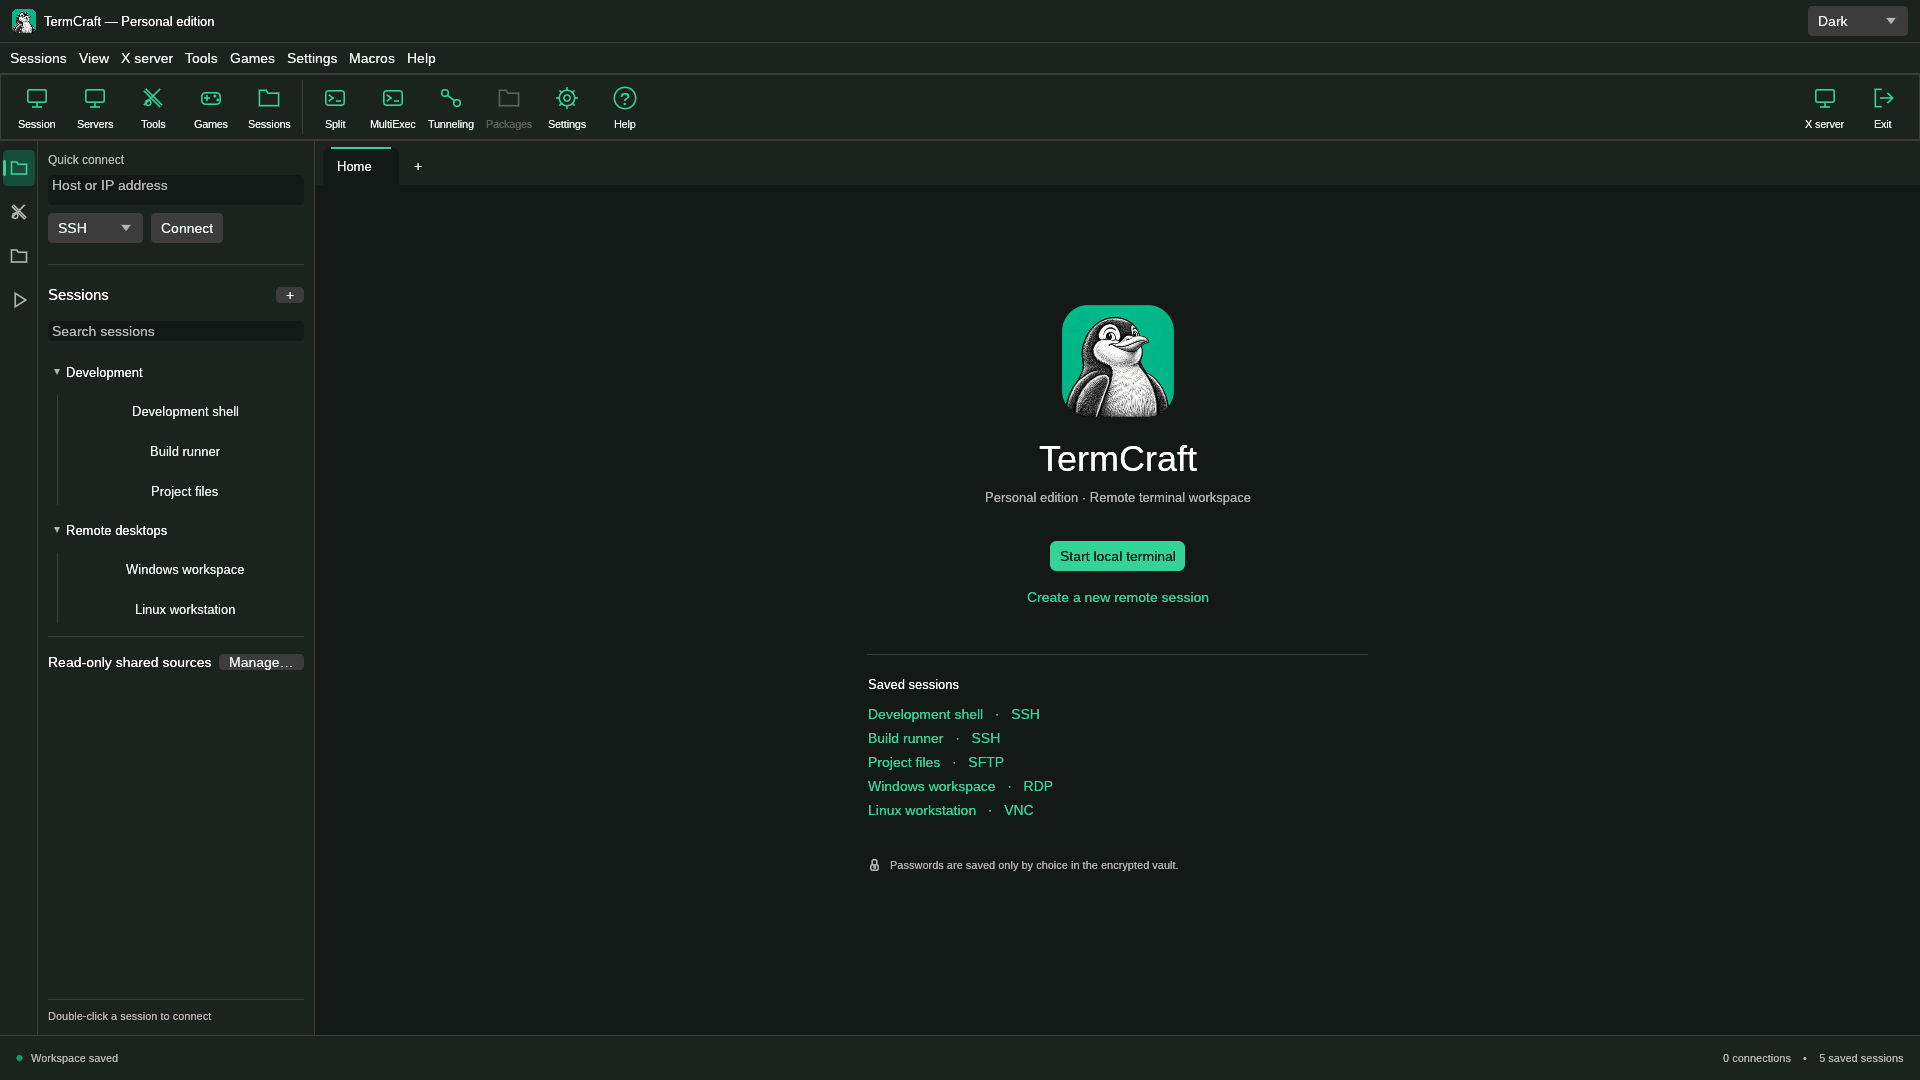 TermCraft — Personal edition
Dark
Sessions View X server Tools Games Settings Macros Help
Session Servers Tools Games Sessions Split MultiExec Tunneling Packages Settings Help X server Exit
Quick connect
Host or IP address
SSH Connect
Sessions +
Search sessions
Development
Development shell
Build runner
Project files
Remote desktops
Windows workspace
Linux workstation
Read-only shared sources Manage…
Double-click a session to connect
Home +
TermCraft
Personal edition · Remote terminal workspace
Start local terminal
Create a new remote session
Saved sessions
Development shell · SSH
Build runner · SSH
Project files · SFTP
Windows workspace · RDP
Linux workstation · VNC
Passwords are saved only by choice in the encrypted vault.
Workspace saved
0 connections • 5 saved sessions